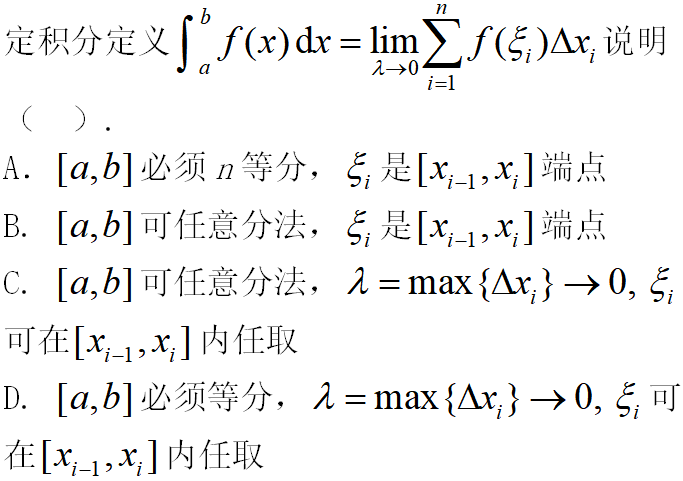 定积分定义$\int_{a}^{b} f(x)\,\mathrm{d}x = \lim_{\lambda \to 0} \sum_{i=1}^{n} f(\xi_i)\Delta x_i$说明
（　）.
A. $[a,b]$必须n等分，$\xi_i$是$[x_{i-1},x_i]$端点
B. $[a,b]$可任意分法，$\xi_i$是$[x_{i-1},x_i]$端点
C. $[a,b]$可任意分法，$\lambda = \max\{\Delta x_i\} \to 0$, $\xi_i$
可在$[x_{i-1},x_i]$内任取
D. $[a,b]$必须等分，$\lambda = \max\{\Delta x_i\} \to 0$, $\xi_i$可
在$[x_{i-1},x_i]$内任取